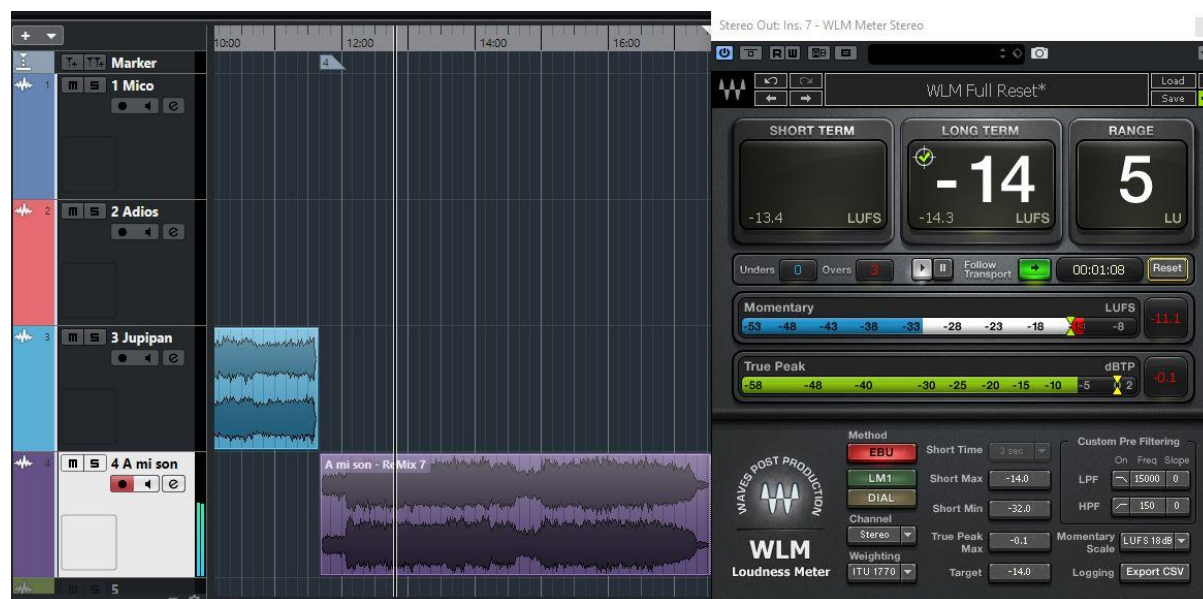 10:00 12:00 14:00 16:00
Marker
4
1 m S 1 Mico
e
2 m S 2 Adios
e
3 m S 3 Jupipan
e
4 m S 4 A mi son
e
A mi son - ReMix 7
5
Stereo Out: Ins. 7 - WLM Meter Stereo
R W
WLM Full Reset*
Load
Save
SHORT TERM
-13.4 LUFS
LONG TERM
-14
-14.3 LUFS
RANGE
5
LU
Unders 0 Overs 3
Follow
Transport
00:01:08
Reset
Momentary LUFS
-53 -48 -43 -38 -33 -28 -23 -18 -13 -8
-11.1
True Peak dBTP
-58 -48 -40 -30 -25 -20 -15 -10 -5 0 2
-0.1
WAVES POST PRODUCTION
WLM
Loudness Meter
Method
EBU
LM1
DIAL
Channel
Stereo
Weighting
ITU 1770
Short Time 3 sec
Short Max -14.0
Short Min -32.0
True Peak
Max
-0.1
Target -14.0
Custom Pre Filtering
On Freq Slope
LPF 15000 0
HPF 150 0
Momentary
Scale
LUFS 18dB
Logging Export CSV